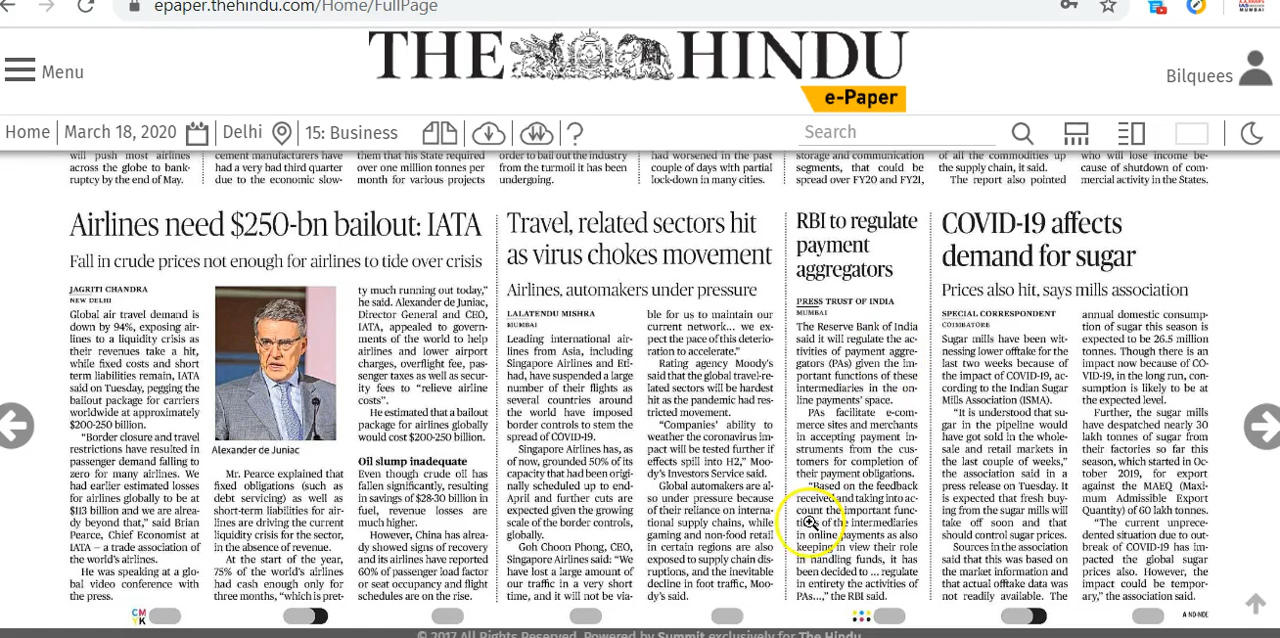 epaper.thehindu.com/Home/FullPage
THE HINDU
e-Paper
Menu
Bilquees
Home
March 18, 2020
Delhi
15: Business
?
Search
will push most airlines
across the globe to bank-
ruptcy by the end of May.
cement manufacturers have
had a very bad third quarter
due to the economic slow-
them that his State required
over one million tonnes per
month for various projects
order to bail out the industry
from the turmoil it has been
undergoing.
had worsened in the past
couple of days with partial
lock-down in many cities.
storage and communication
segments, that could be
spread over FY20 and FY21,
of all the commodities up
the supply chain, it said.
The report also pointed
who will lose income be-
cause of shutdown of com-
mercial activity in the States.
Airlines need $250-bn bailout: IATA
Fall in crude prices not enough for airlines to tide over crisis
JAGRITI CHANDRA
NEW DELHI
Global air travel demand is
down by 94%, exposing air-
lines to a liquidity crisis as
their revenues take a hit,
while fixed costs and short
term liabilities remain, IATA
said on Tuesday, pegging the
bailout package for carriers
worldwide at approximately
$200-250 billion.
"Border closure and travel
restrictions have resulted in
passenger demand falling to
zero for many airlines. We
had earlier estimated losses
for airlines globally to be at
$113 billion and we are al-
ready beyond that," said Brian
Pearce, Chief Economist at
IATA – a trade association of
the world's airlines.
He was speaking at a glo-
bal video conference with
the press.
Alexander de Juniac
Mr. Pearce explained that
fixed obligations (such as
debt servicing) as well as
short-term liabilities for air-
lines are driving the current
liquidity crisis for the sector,
in the absence of revenue.
At the start of the year,
75% of the world's airlines
had cash enough only for
three months, "which is pret-
ty much running out today,"
he said. Alexander de Juniac,
Director General and CEO,
IATA, appealed to govern-
ments of the world to help
airlines and lower airport
charges, overflight fee, pas-
senger taxes as well as secur-
ity fees to "relieve airline
costs".
He estimated that a bailout
package for airlines globally
would cost $200-250 billion.
Oil slump inadequate
Even though crude oil has
fallen significantly, resulting
in savings of $28-30 billion in
fuel, revenue losses are
much higher.
However, China has alrea-
dy showed signs of recovery
and its airlines have reported
60% of passenger load factor
or seat occupancy and flight
schedules are on the rise.
Travel, related sectors hit
as virus chokes movement
Airlines, automakers under pressure
LALATENDU MISHRA
MUMBAI
Leading international air-
lines from Asia, including
Singapore Airlines and Eti-
had, have suspended a large
number of their flights as
several countries around
the world have imposed
border controls to stem the
spread of COVID-19.
Singapore Airlines has, as
of now, grounded 50% of its
capacity that had been origi-
nally scheduled up to end-
April and further cuts are
expected given the growing
scale of the border controls,
globally.
Goh Choon Phong, CEO,
Singapore Airlines said: "We
have lost a large amount of
our traffic in a very short
time, and it will not be via-
ble for us to maintain our
current network... we ex-
pect the pace of this deterio-
ration to accelerate."
Rating agency Moody's
said that the global travel-re-
lated sectors will be hardest
hit as the pandemic had res-
tricted movement.
"Companies' ability to
weather the coronavirus im-
pact will be tested further if
effects spill into H2," Moo-
dy's Investors Service said.
Global automakers are al-
so under pressure because
of their reliance on interna-
tional supply chains, while
gaming and non-food retail
in certain regions are also
exposed to supply chain dis-
ruptions, and the inevitable
decline in foot traffic, Moo-
dy's said.
RBI to regulate
payment
aggregators
PRESS TRUST OF INDIA
MUMBAI
The Reserve Bank of India
said it will regulate the ac-
tivities of payment aggre-
gators (PAs) given the im-
portant functions of these
intermediaries in the on-
line payments' space.
PAs facilitate e-com-
merce sites and merchants
in accepting payment in-
struments from the cus-
tomers for completion of
their payment obligations.
"Based on the feedback
received and taking into ac-
count the important func-
tions of the intermediaries
in online payments as also
keeping in view their role
in handling funds, it has
been decided to ... regulate
in entirety the activities of
PAs...," the RBI said.
COVID-19 affects
demand for sugar
Prices also hit, says mills association
SPECIAL CORRESPONDENT
COIMBATORE
Sugar mills have been wit-
nessing lower offtake for the
last two weeks because of
the impact of COVID-19, ac-
cording to the Indian Sugar
Mills Association (ISMA).
"It is understood that su-
gar in the pipeline would
have got sold in the whole-
sale and retail markets in
the last couple of weeks,"
the association said in a
press release on Tuesday. It
is expected that fresh buy-
ing from the sugar mills will
take off soon and that
should control sugar prices.
Sources in the association
said that this was based on
the market information and
that actual offtake data was
not readily available. The
annual domestic consump-
tion of sugar this season is
expected to be 26.5 million
tonnes. Though there is an
impact now because of CO-
VID-19, in the long run, con-
sumption is likely to be at
the expected level.
Further, the sugar mills
have despatched nearly 30
lakh tonnes of sugar from
their factories so far this
season, which started in Oc-
tober 2019, for export
against the MAEQ (Maxi-
mum Admissible Export
Quantity) of 60 lakh tonnes.
"The current unprece-
dented situation due to out-
break of COVID-19 has im-
pacted the global sugar
prices also. However, the
impact could be tempor-
ary," the association said.
CM
YK
A ND-NDE
© 2017 All Rights Reserved. Powered by Summit exclusively for The Hindu